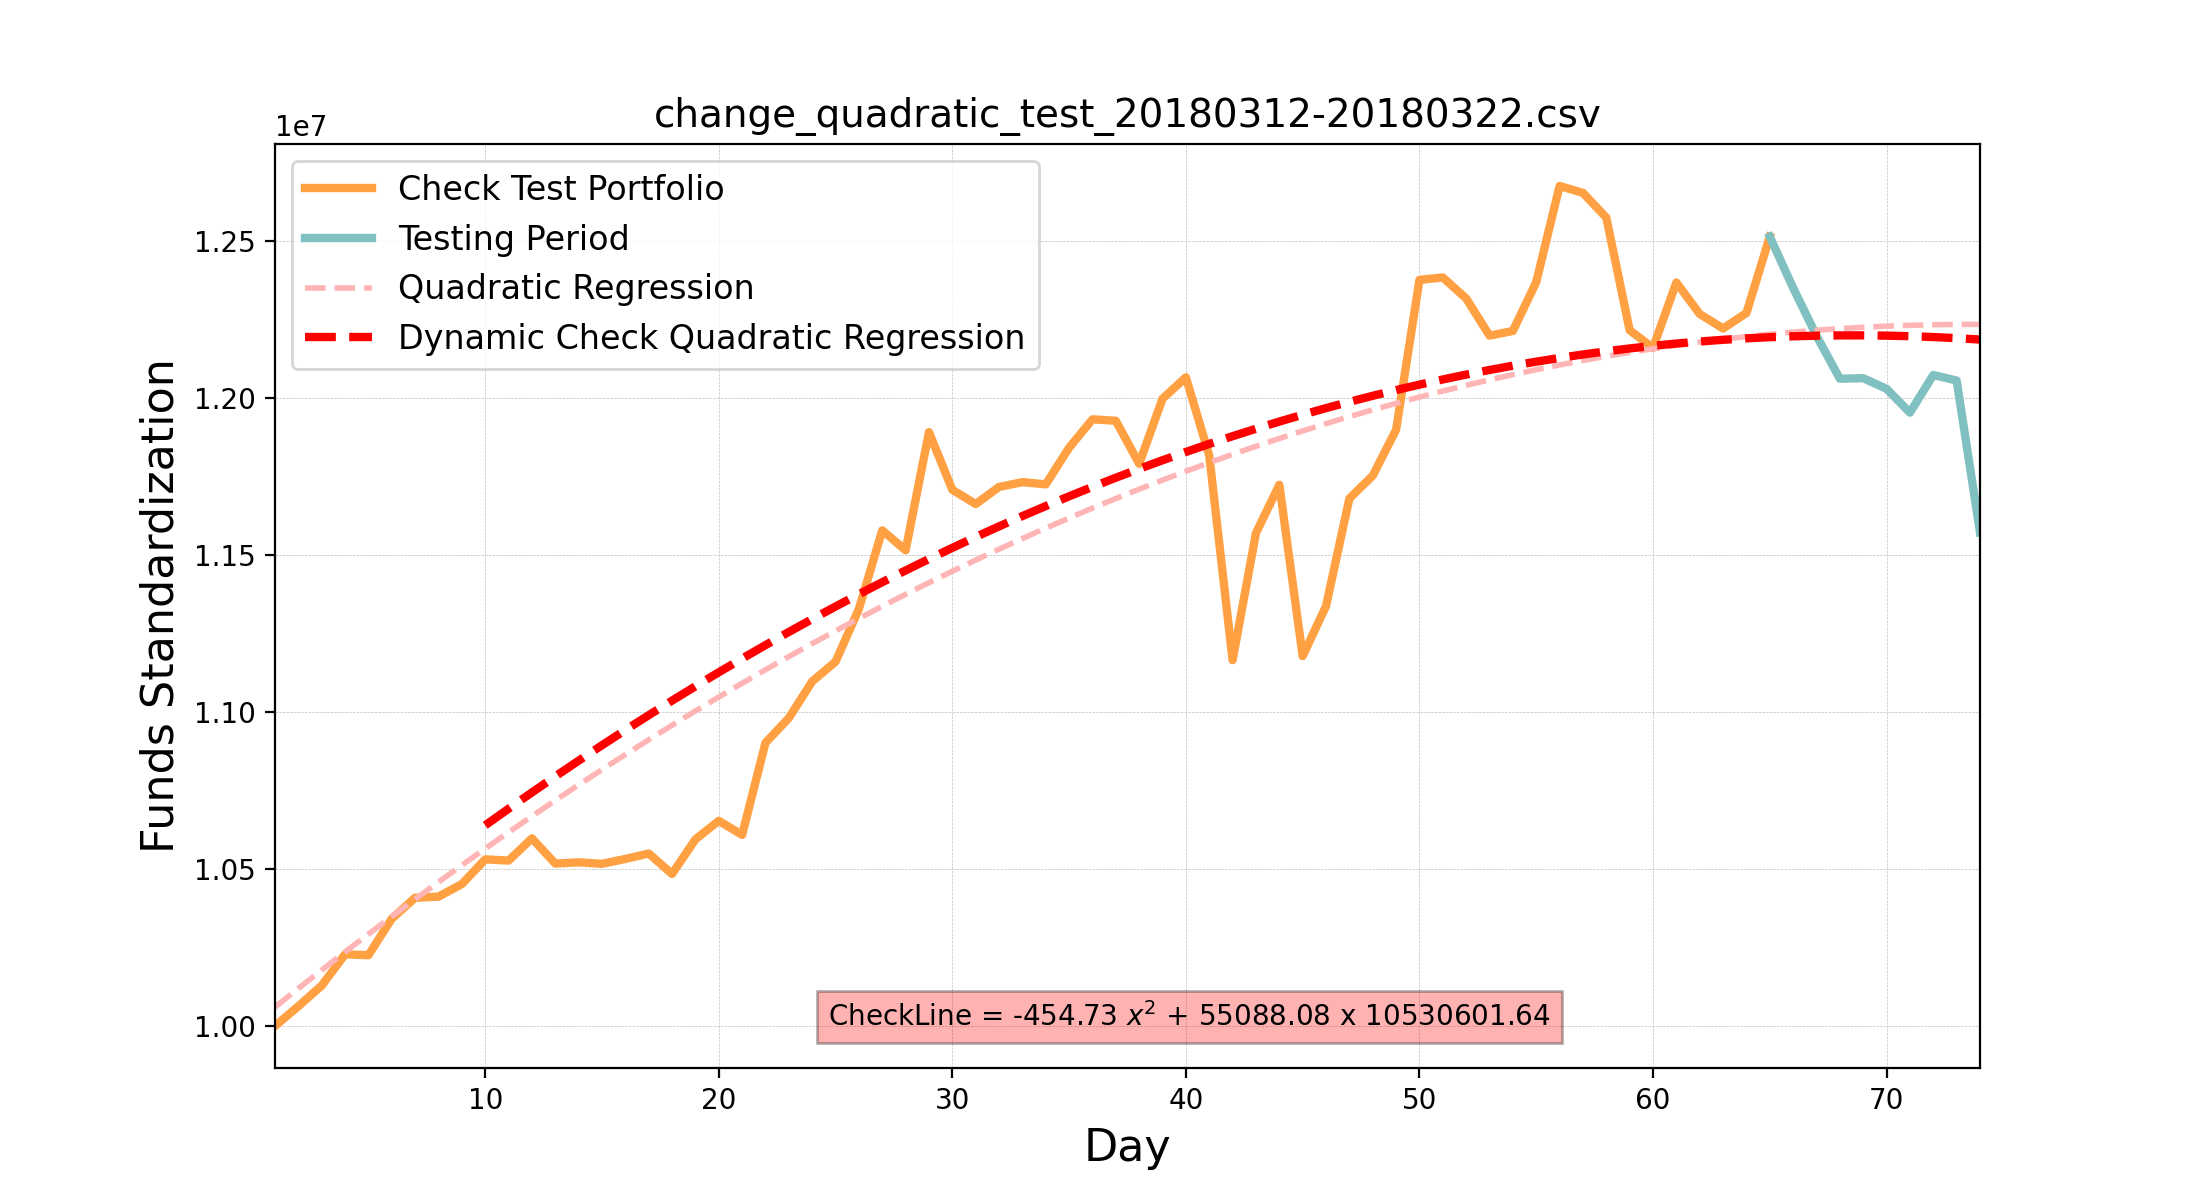 change_quadratic_test_20180312-20180322.csv
1e7
Check Test Portfolio
Testing Period
Quadratic Regression
Dynamic Check Quadratic Regression
1.25
1.20
1.15
1.10
1.05
1.00
Funds Standardization
CheckLine = -454.73 x² + 55088.08 x 10530601.64
10 20 30 40 50 60 70
Day